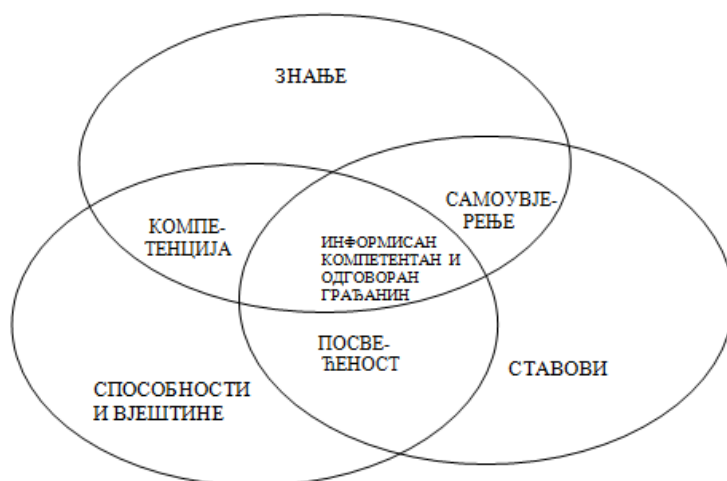 ЗНАЊЕ
САМОУВЈЕ-
РЕЊЕ
КОМПЕ-
ТЕНЦИЈА
ИНФОРМИСАН
КОМПЕТЕНТАН И
ОДГОВОРАН
ГРАЂАНИН
ПОСВЕ-
ЋЕНОСТ
СТАВОВИ
СПОСОБНОСТИ
И ВЈЕШТИНЕ